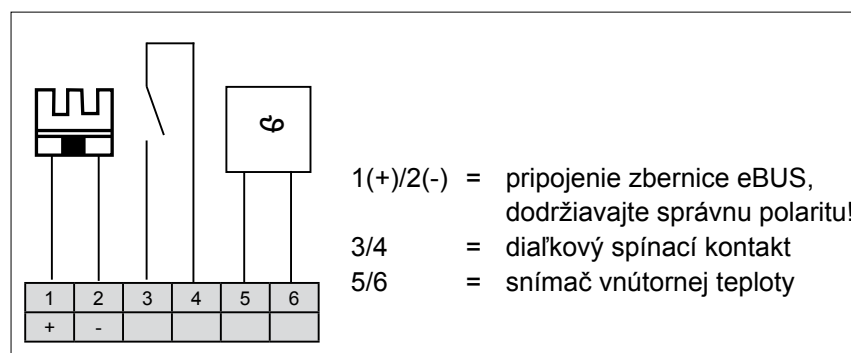 1(+)/2(-) = pripojenie zbernice eBUS,
dodržiavajte správnu polaritu!
3/4 = diaľkový spínací kontakt
5/6 = snímač vnútornej teploty
1 2 3 4 5 6
+ -